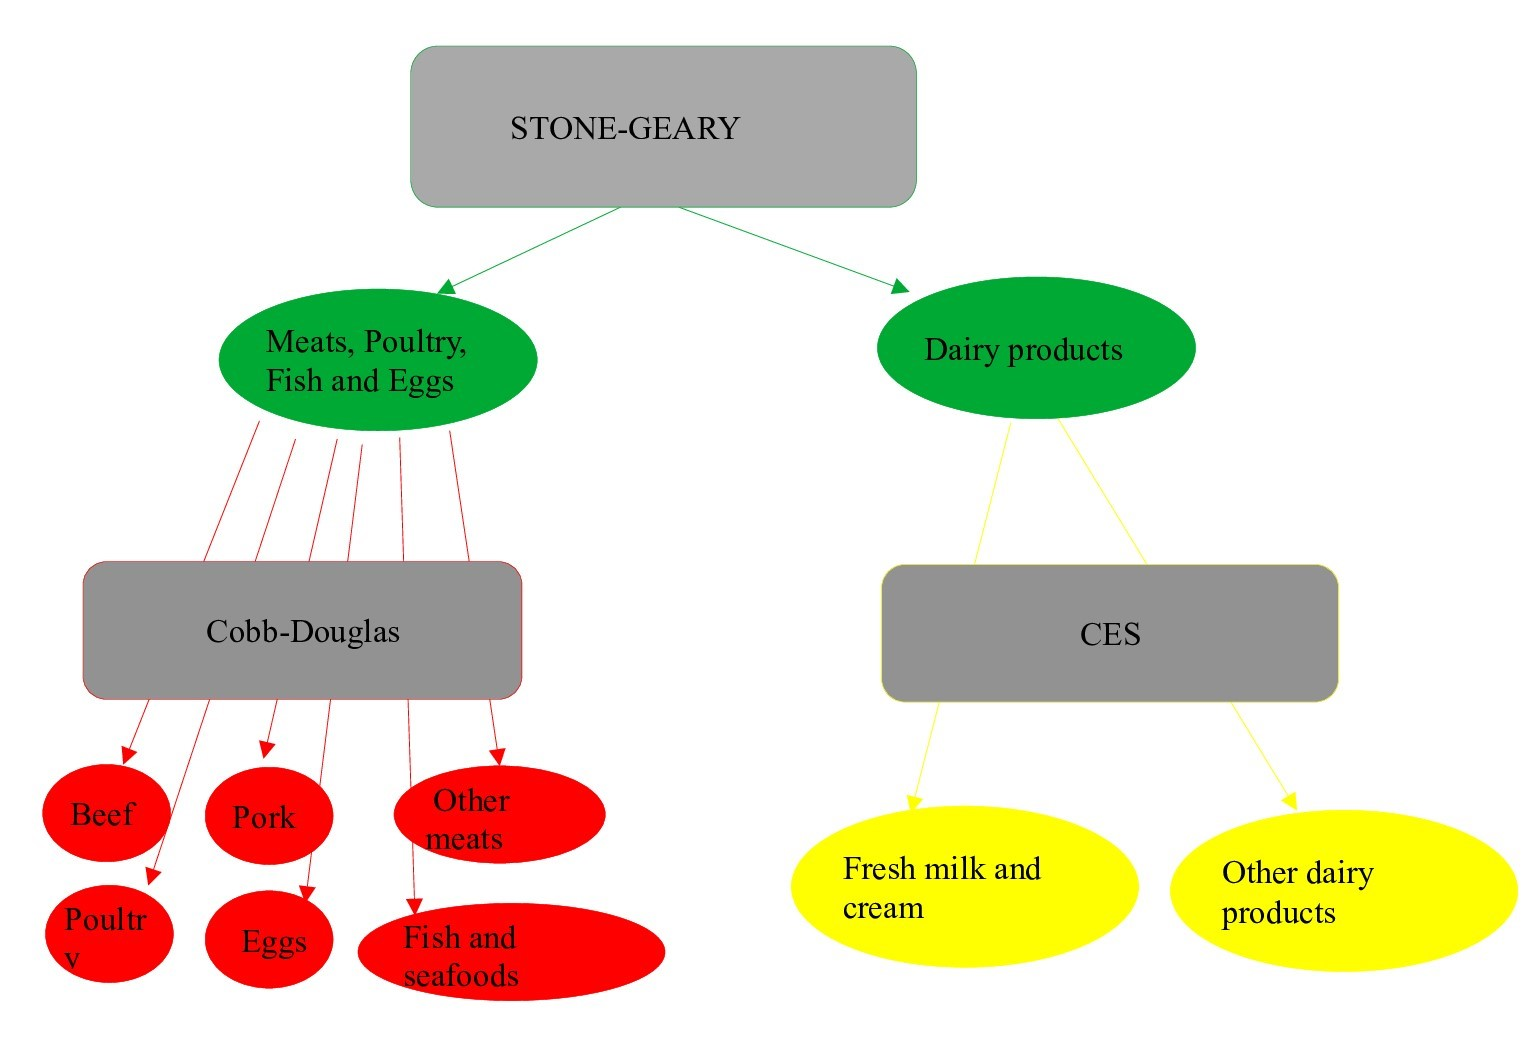 STONE-GEARY
Meats, Poultry,
Fish and Eggs
Dairy products
Cobb-Douglas
CES
Beef
Pork
Other
meats
Poultr
y
Eggs
Fish and
seafoods
Fresh milk and
cream
Other dairy
products